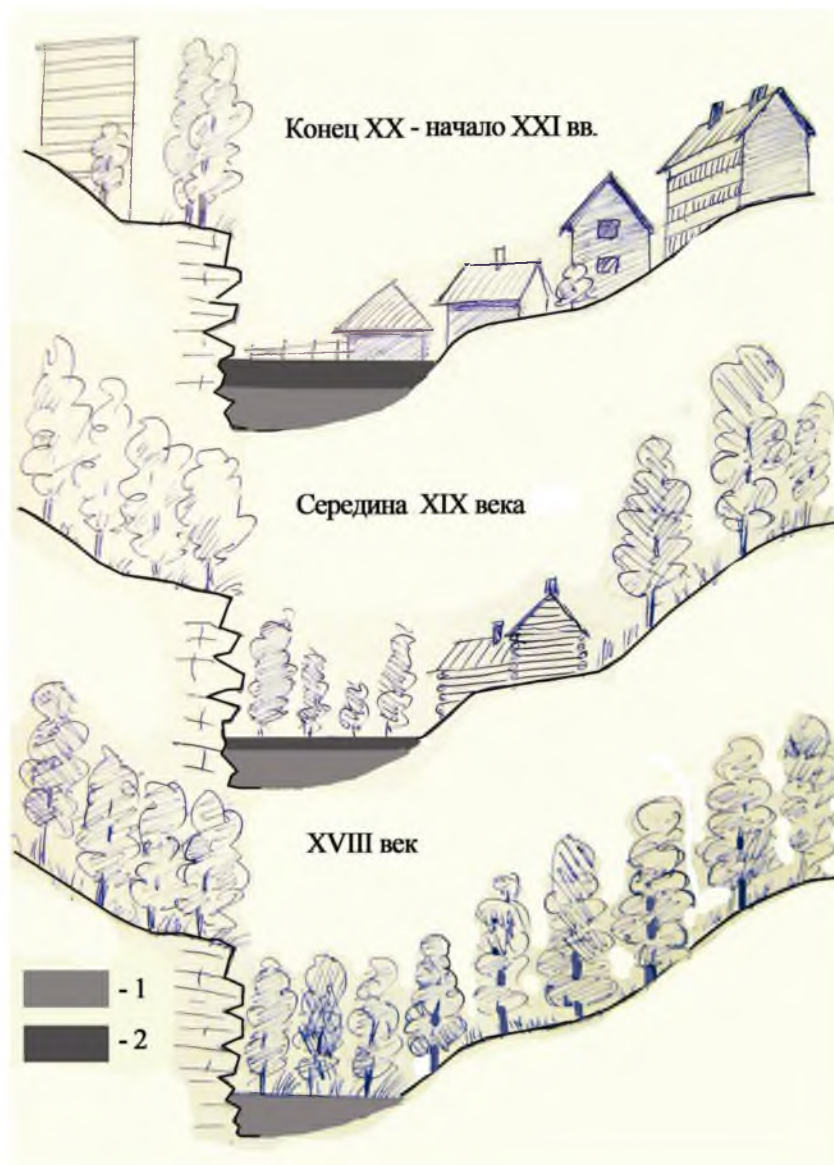 Конец XX - начало XXI вв.
Середина XIX века
XVIII век
- 1
- 2